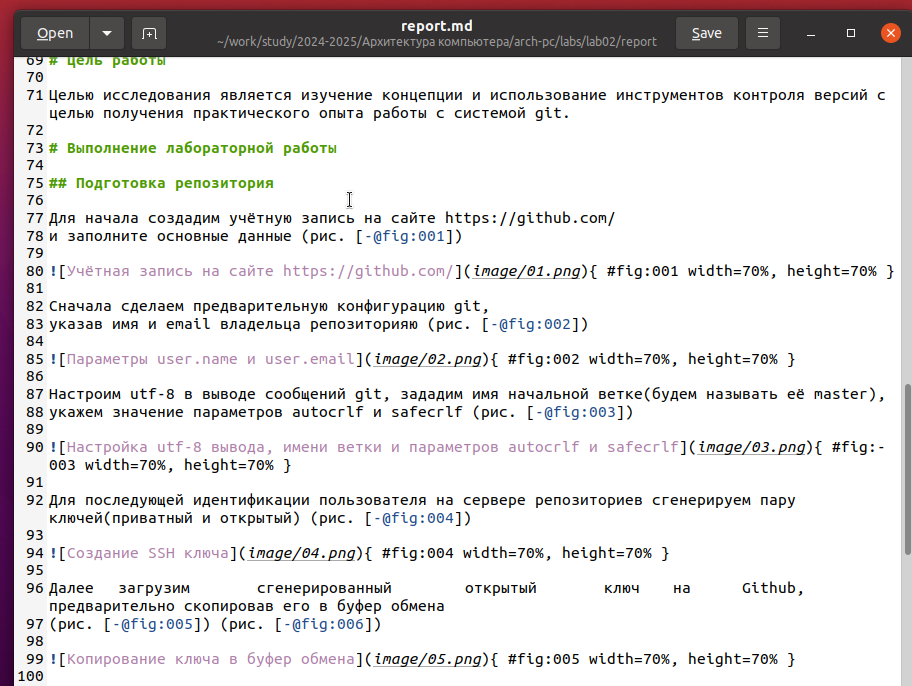 Open
report.md
~/work/study/2024-2025/Архитектура компьютера/arch-pc/labs/lab02/report
Save
69 # Цель работы
70
71 Целью исследования является изучение концепции и использование инструментов контроля версий с
целью получения практического опыта работы с системой git.
72
73 # Выполнение лабораторной работы
74
75 ## Подготовка репозитория
76
77 Для начала создадим учётную запись на сайте https://github.com/
78 и заполните основные данные (рис. [-@fig:001])
79
80 ![Учётная запись на сайте https://github.com/](image/01.png){ #fig:001 width=70%, height=70% }
81
82 Сначала сделаем предварительную конфигурацию git,
83 указав имя и email владельца репозиторияю (рис. [-@fig:002])
84
85 ![Параметры user.name и user.email](image/02.png){ #fig:002 width=70%, height=70% }
86
87 Настроим utf-8 в выводе сообщений git, зададим имя начальной ветке(будем называть её master),
88 укажем значение параметров autocrlf и safecrlf (рис. [-@fig:003])
89
90 ![Настройка utf-8 вывода, имени ветки и параметров autocrlf и safecrlf](image/03.png){ #fig:-
003 width=70%, height=70% }
91
92 Для последующей идентификации пользователя на сервере репозиториев сгенерируем пару
ключей(приватный и открытый) (рис. [-@fig:004])
93
94 ![Создание SSH ключа](image/04.png){ #fig:004 width=70%, height=70% }
95
96 Далее загрузим сгенерированный открытый ключ на Github,
предварительно скопировав его в буфер обмена
97 (рис. [-@fig:005]) (рис. [-@fig:006])
98
99 ![Копирование ключа в буфер обмена](image/05.png){ #fig:005 width=70%, height=70% }
100